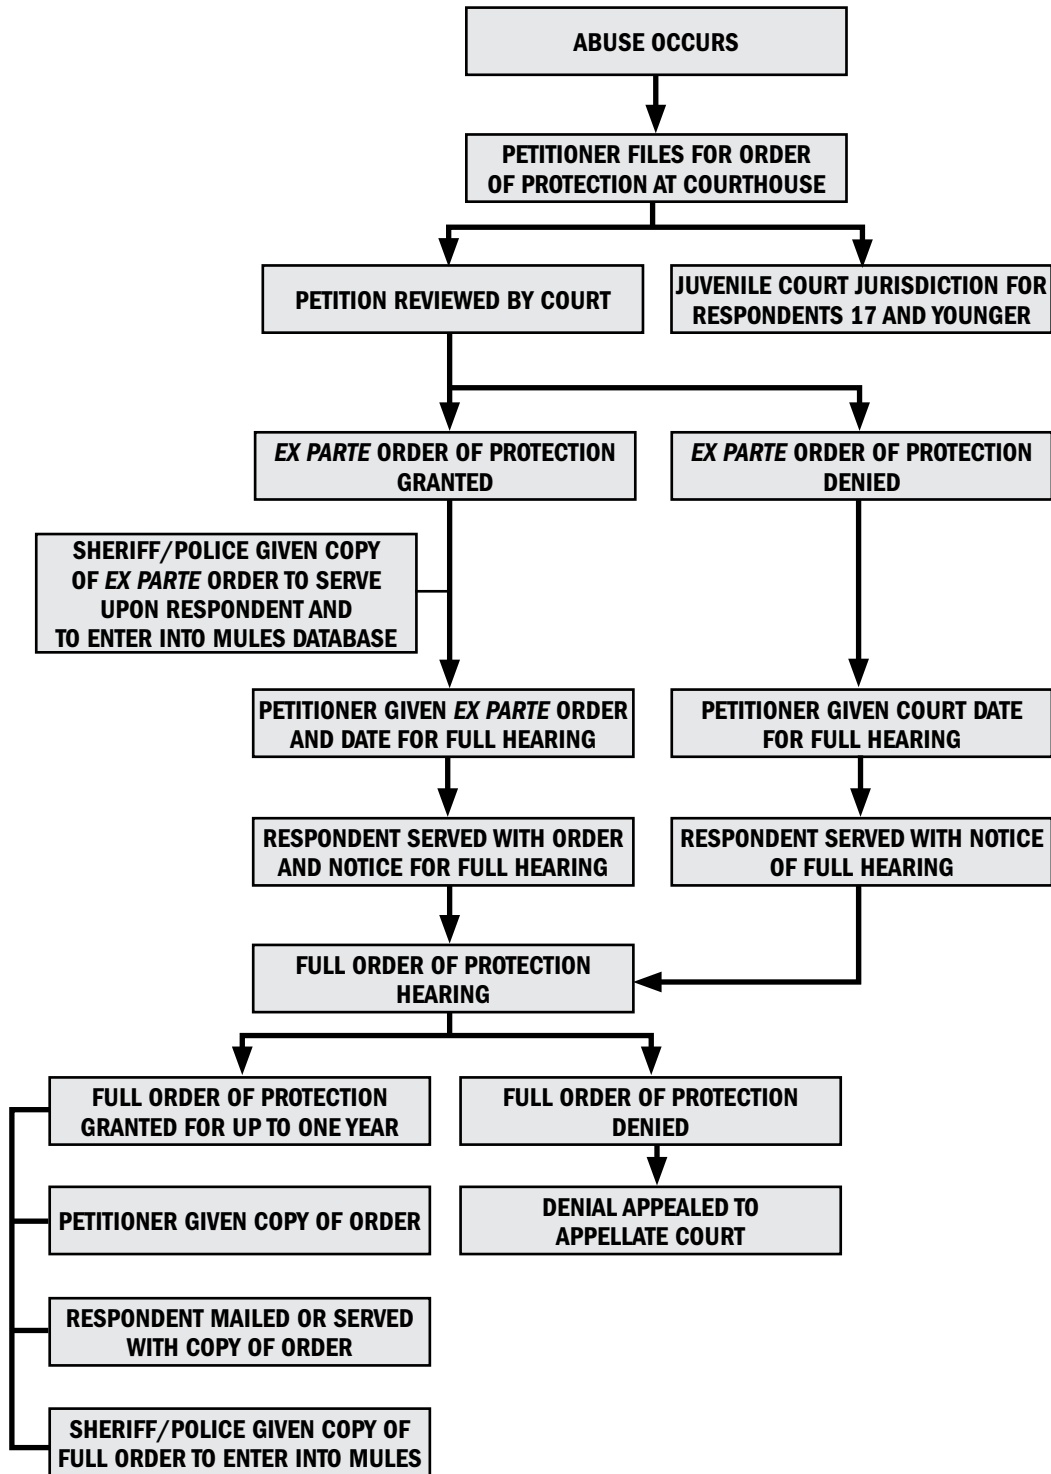 ABUSE OCCURS
PETITIONER FILES FOR ORDER
OF PROTECTION AT COURTHOUSE
PETITION REVIEWED BY COURT
JUVENILE COURT JURISDICTION FOR
RESPONDENTS 17 AND YOUNGER
EX PARTE ORDER OF PROTECTION
GRANTED
EX PARTE ORDER OF PROTECTION
DENIED
SHERIFF/POLICE GIVEN COPY
OF EX PARTE ORDER TO SERVE
UPON RESPONDENT AND
TO ENTER INTO MULES DATABASE
PETITIONER GIVEN EX PARTE ORDER
AND DATE FOR FULL HEARING
PETITIONER GIVEN COURT DATE
FOR FULL HEARING
RESPONDENT SERVED WITH ORDER
AND NOTICE FOR FULL HEARING
RESPONDENT SERVED WITH NOTICE
OF FULL HEARING
FULL ORDER OF PROTECTION
HEARING
FULL ORDER OF PROTECTION
GRANTED FOR UP TO ONE YEAR
FULL ORDER OF PROTECTION
DENIED
PETITIONER GIVEN COPY OF ORDER
DENIAL APPEALED TO
APPELLATE COURT
RESPONDENT MAILED OR SERVED
WITH COPY OF ORDER
SHERIFF/POLICE GIVEN COPY OF
FULL ORDER TO ENTER INTO MULES